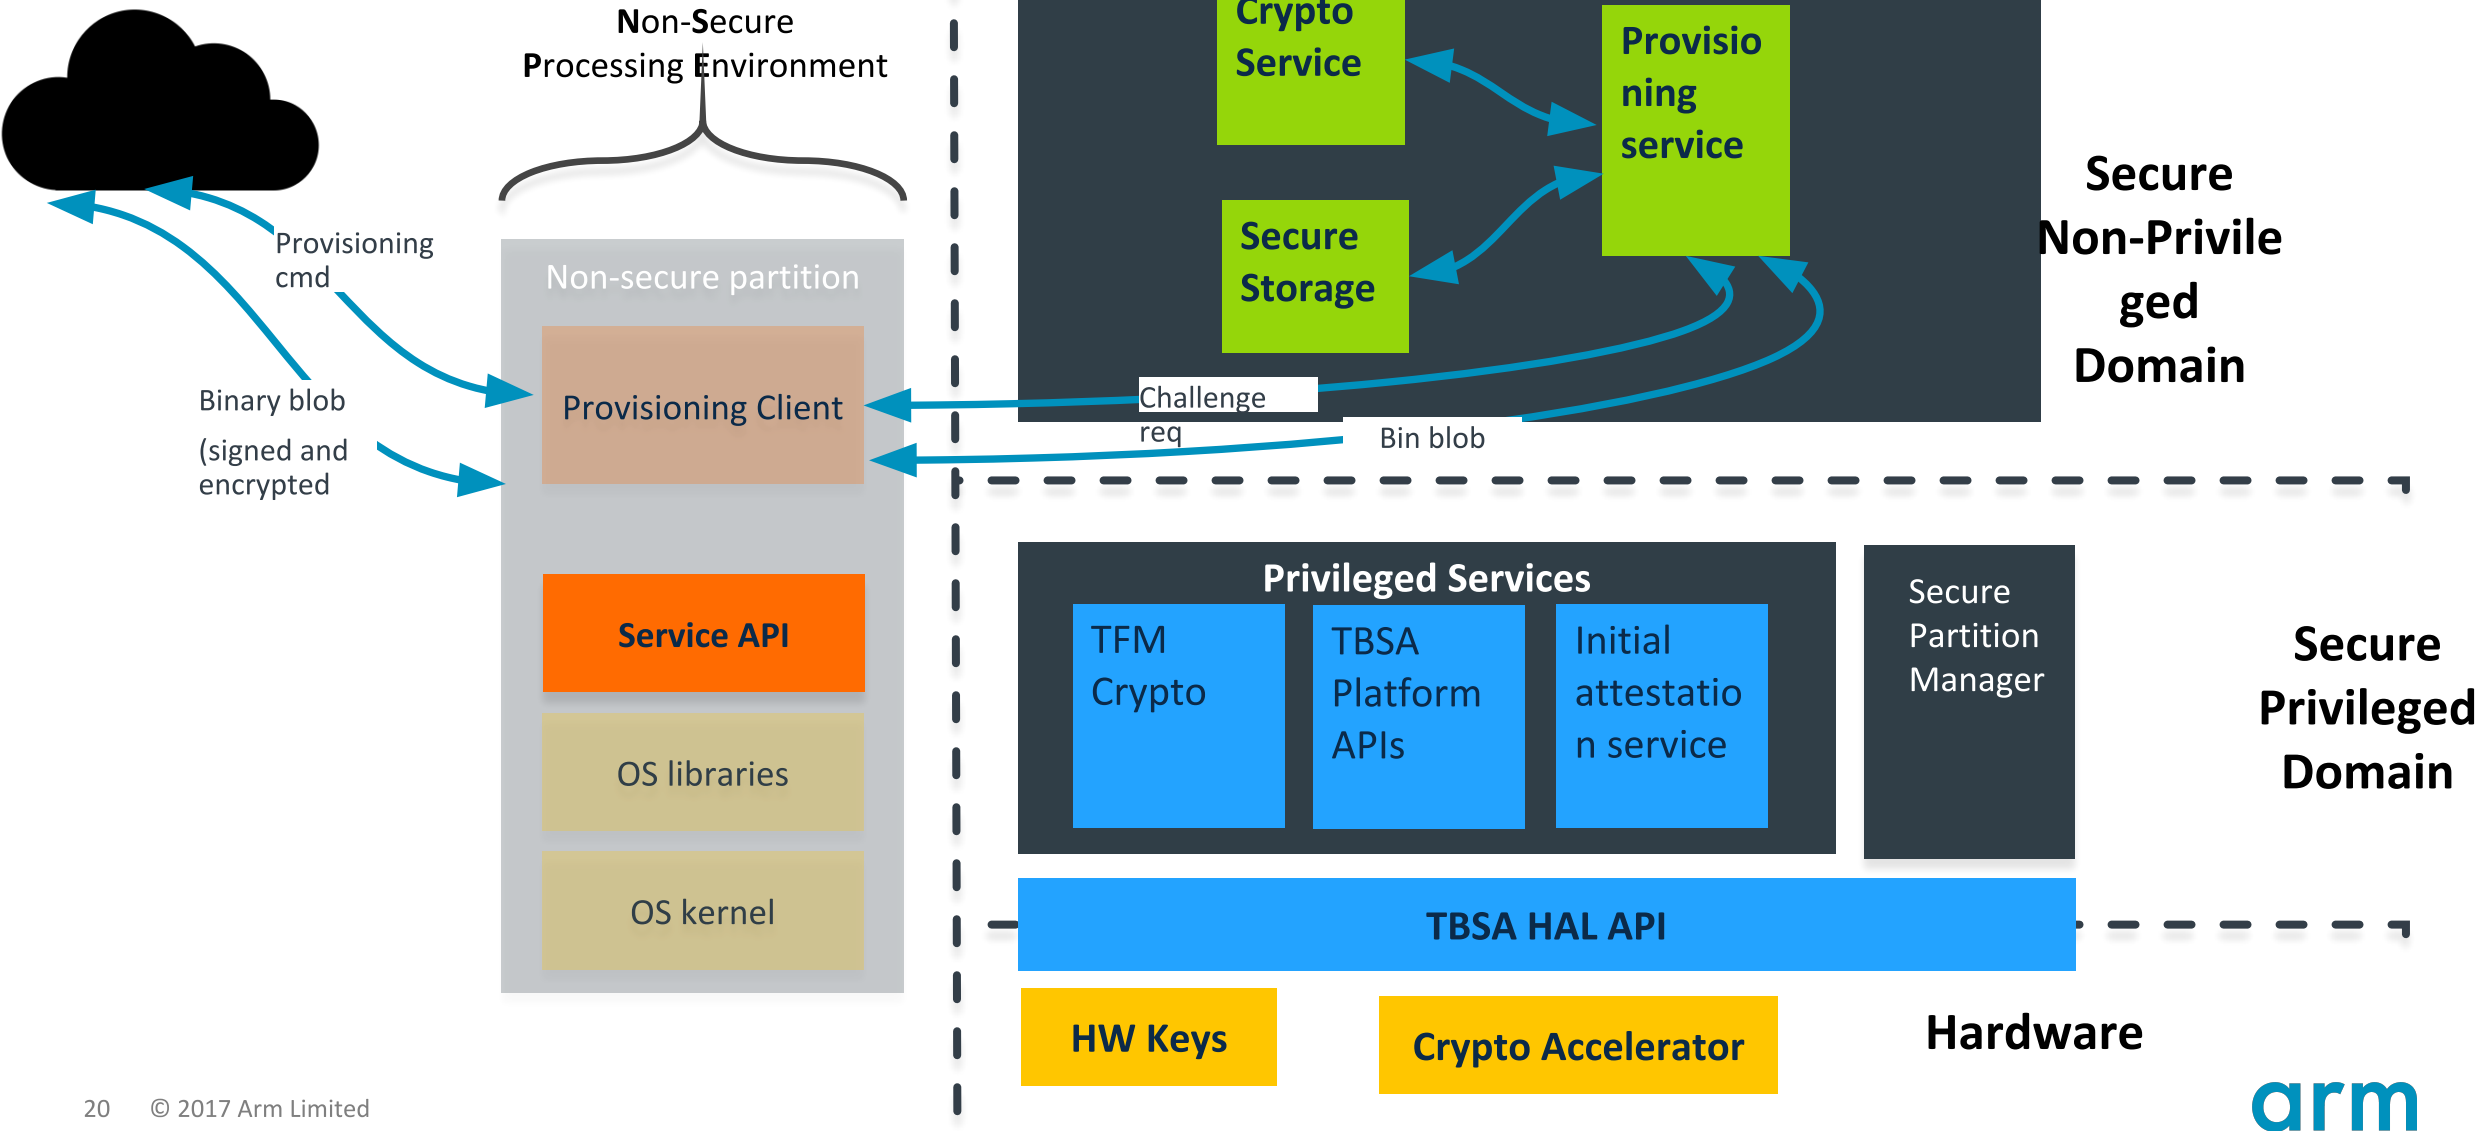 Non-Secure
Processing Environment
Crypto
Service
Provisio
ning
service
Secure
Storage
Secure
Non-Privile
ged
Domain
Provisioning
cmd
Binary blob
(signed and
encrypted
Non-secure partition
Provisioning Client
Challenge
req
Bin blob
Service API
OS libraries
OS kernel
Privileged Services
TFM
Crypto
TBSA
Platform
APIs
Initial
attestatio
n service
Secure
Partition
Manager
Secure
Privileged
Domain
TBSA HAL API
HW Keys
Crypto Accelerator
Hardware
20 © 2017 Arm Limited
arm